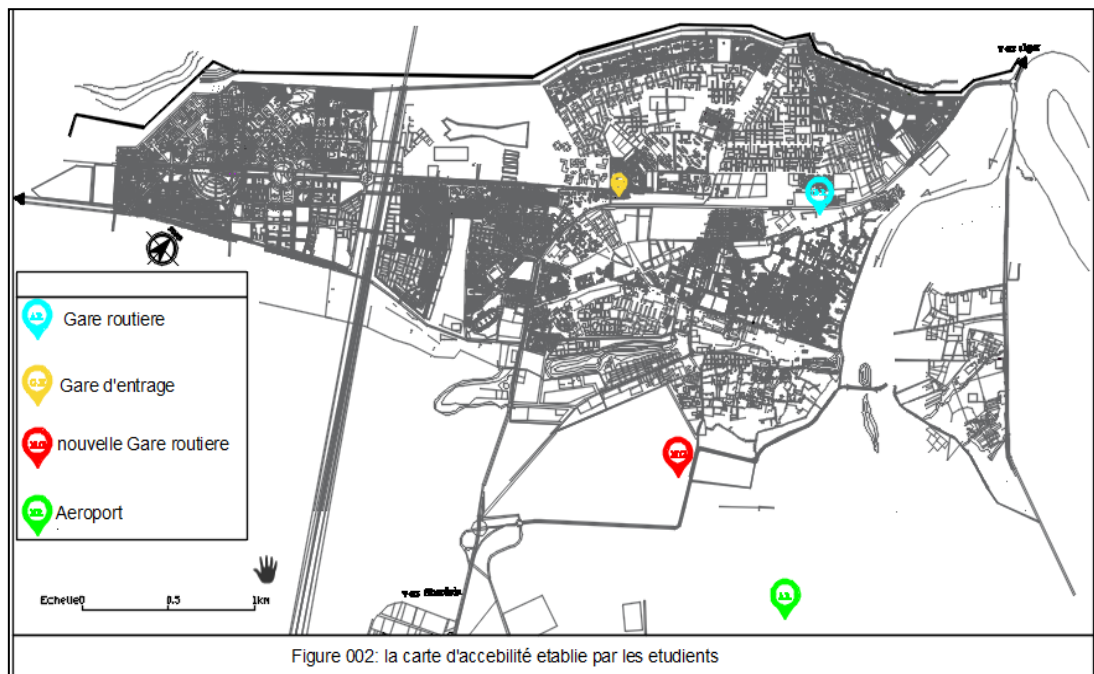 Gare routiere
Gare d'entrage
nouvelle Gare routiere
Aeroport
Echelle0 0.5 1km
Figure 002: la carte d'accebilité etablie par les etudients